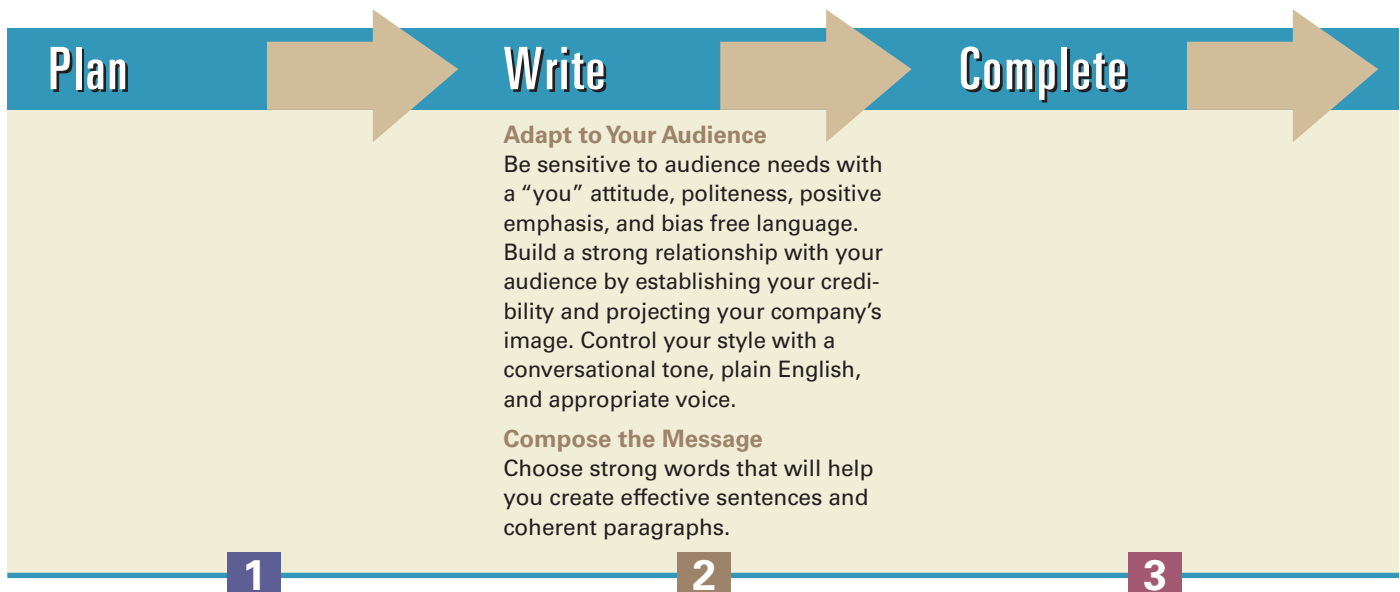 Plan
Write
Complete
Adapt to Your Audience
Be sensitive to audience needs with
a “you” attitude, politeness, positive
emphasis, and bias free language.
Build a strong relationship with your
audience by establishing your credi-
bility and projecting your company’s
image. Control your style with a
conversational tone, plain English,
and appropriate voice.
Compose the Message
Choose strong words that will help
you create effective sentences and
coherent paragraphs.
1
2
3